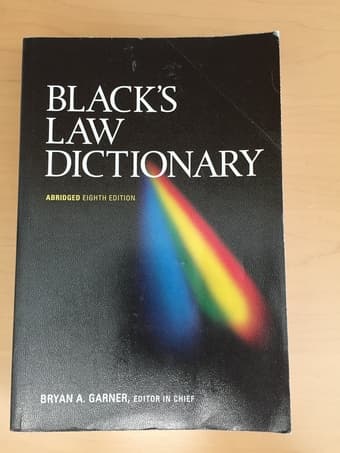 BLACK'S
LAW
DICTIONARY
ABRIDGED EIGHTH EDITION
BRYAN A. GARNER, EDITOR IN CHIEF